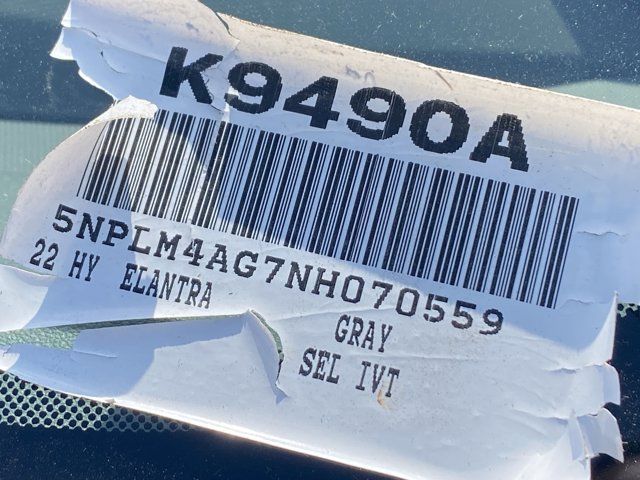 K9490A
5NPLM4AG7NH070559
22 HY ELANTRA
GRAY
SEL IVT